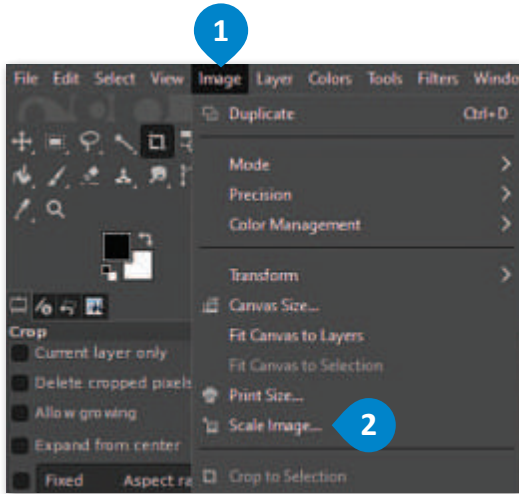 1
File Edit Select View Image Layer Colors Tools Filters Windo
Duplicate Ctrl+D
Mode
Precision
Color Management
Transform
Canvas Size...
Fit Canvas to Layers
Fit Canvas to Selection
Print Size...
Scale Image... 2
Crop to Selection
Crop
Current layer only
Delete cropped pixels
Allow growing
Expand from center
Fixed Aspect ra